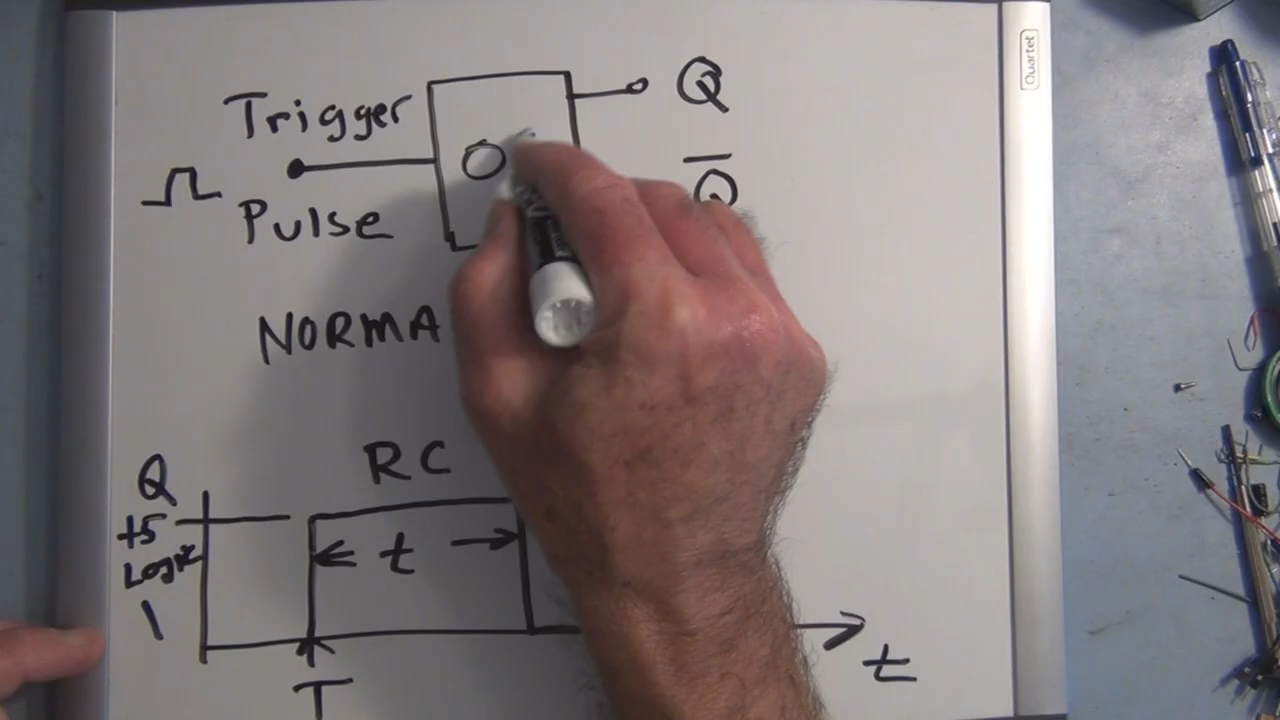 Quartet
Q
Trigger
O
Q
Pulse
NORMA
RC
Q
+5
Logic
1
t
t
T